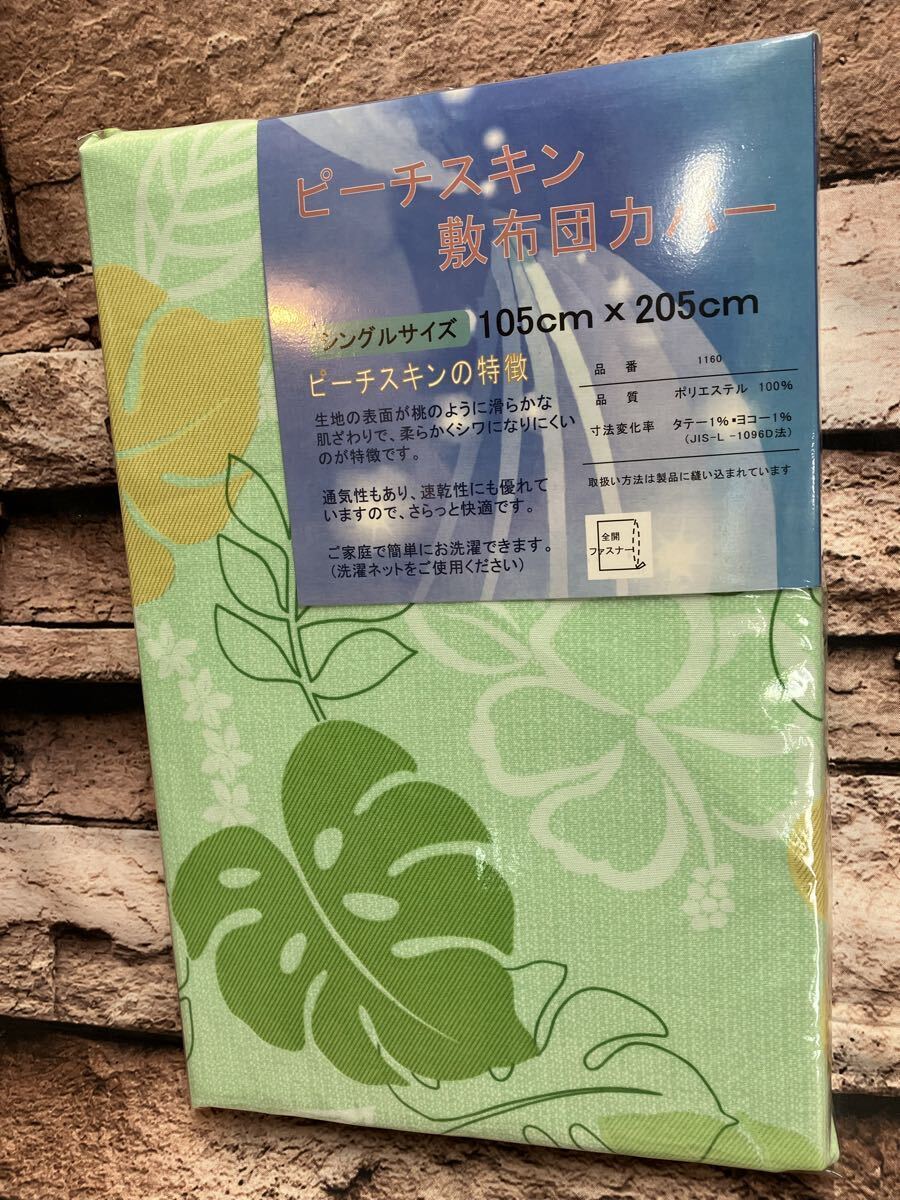 ピーチスキン
敷布団カバー
シングルサイズ 105cm × 205cm
ピーチスキンの特徴
生地の表面が桃のように滑らかな
肌ざわりで、柔らかくシワになりにくい
のが特徴です。
通気性もあり、速乾性にも優れて
いますので、さらっと快適です。
ご家庭で簡単にお洗濯できます。
(洗濯ネットをご使用ください)
品 番 1160
品 質 ポリエステル 100%
寸法変化率 タテー1%・ヨコー1%
(JIS-L -1096D法)
取扱い方法は製品に縫い込まれています
全開
ファスナー